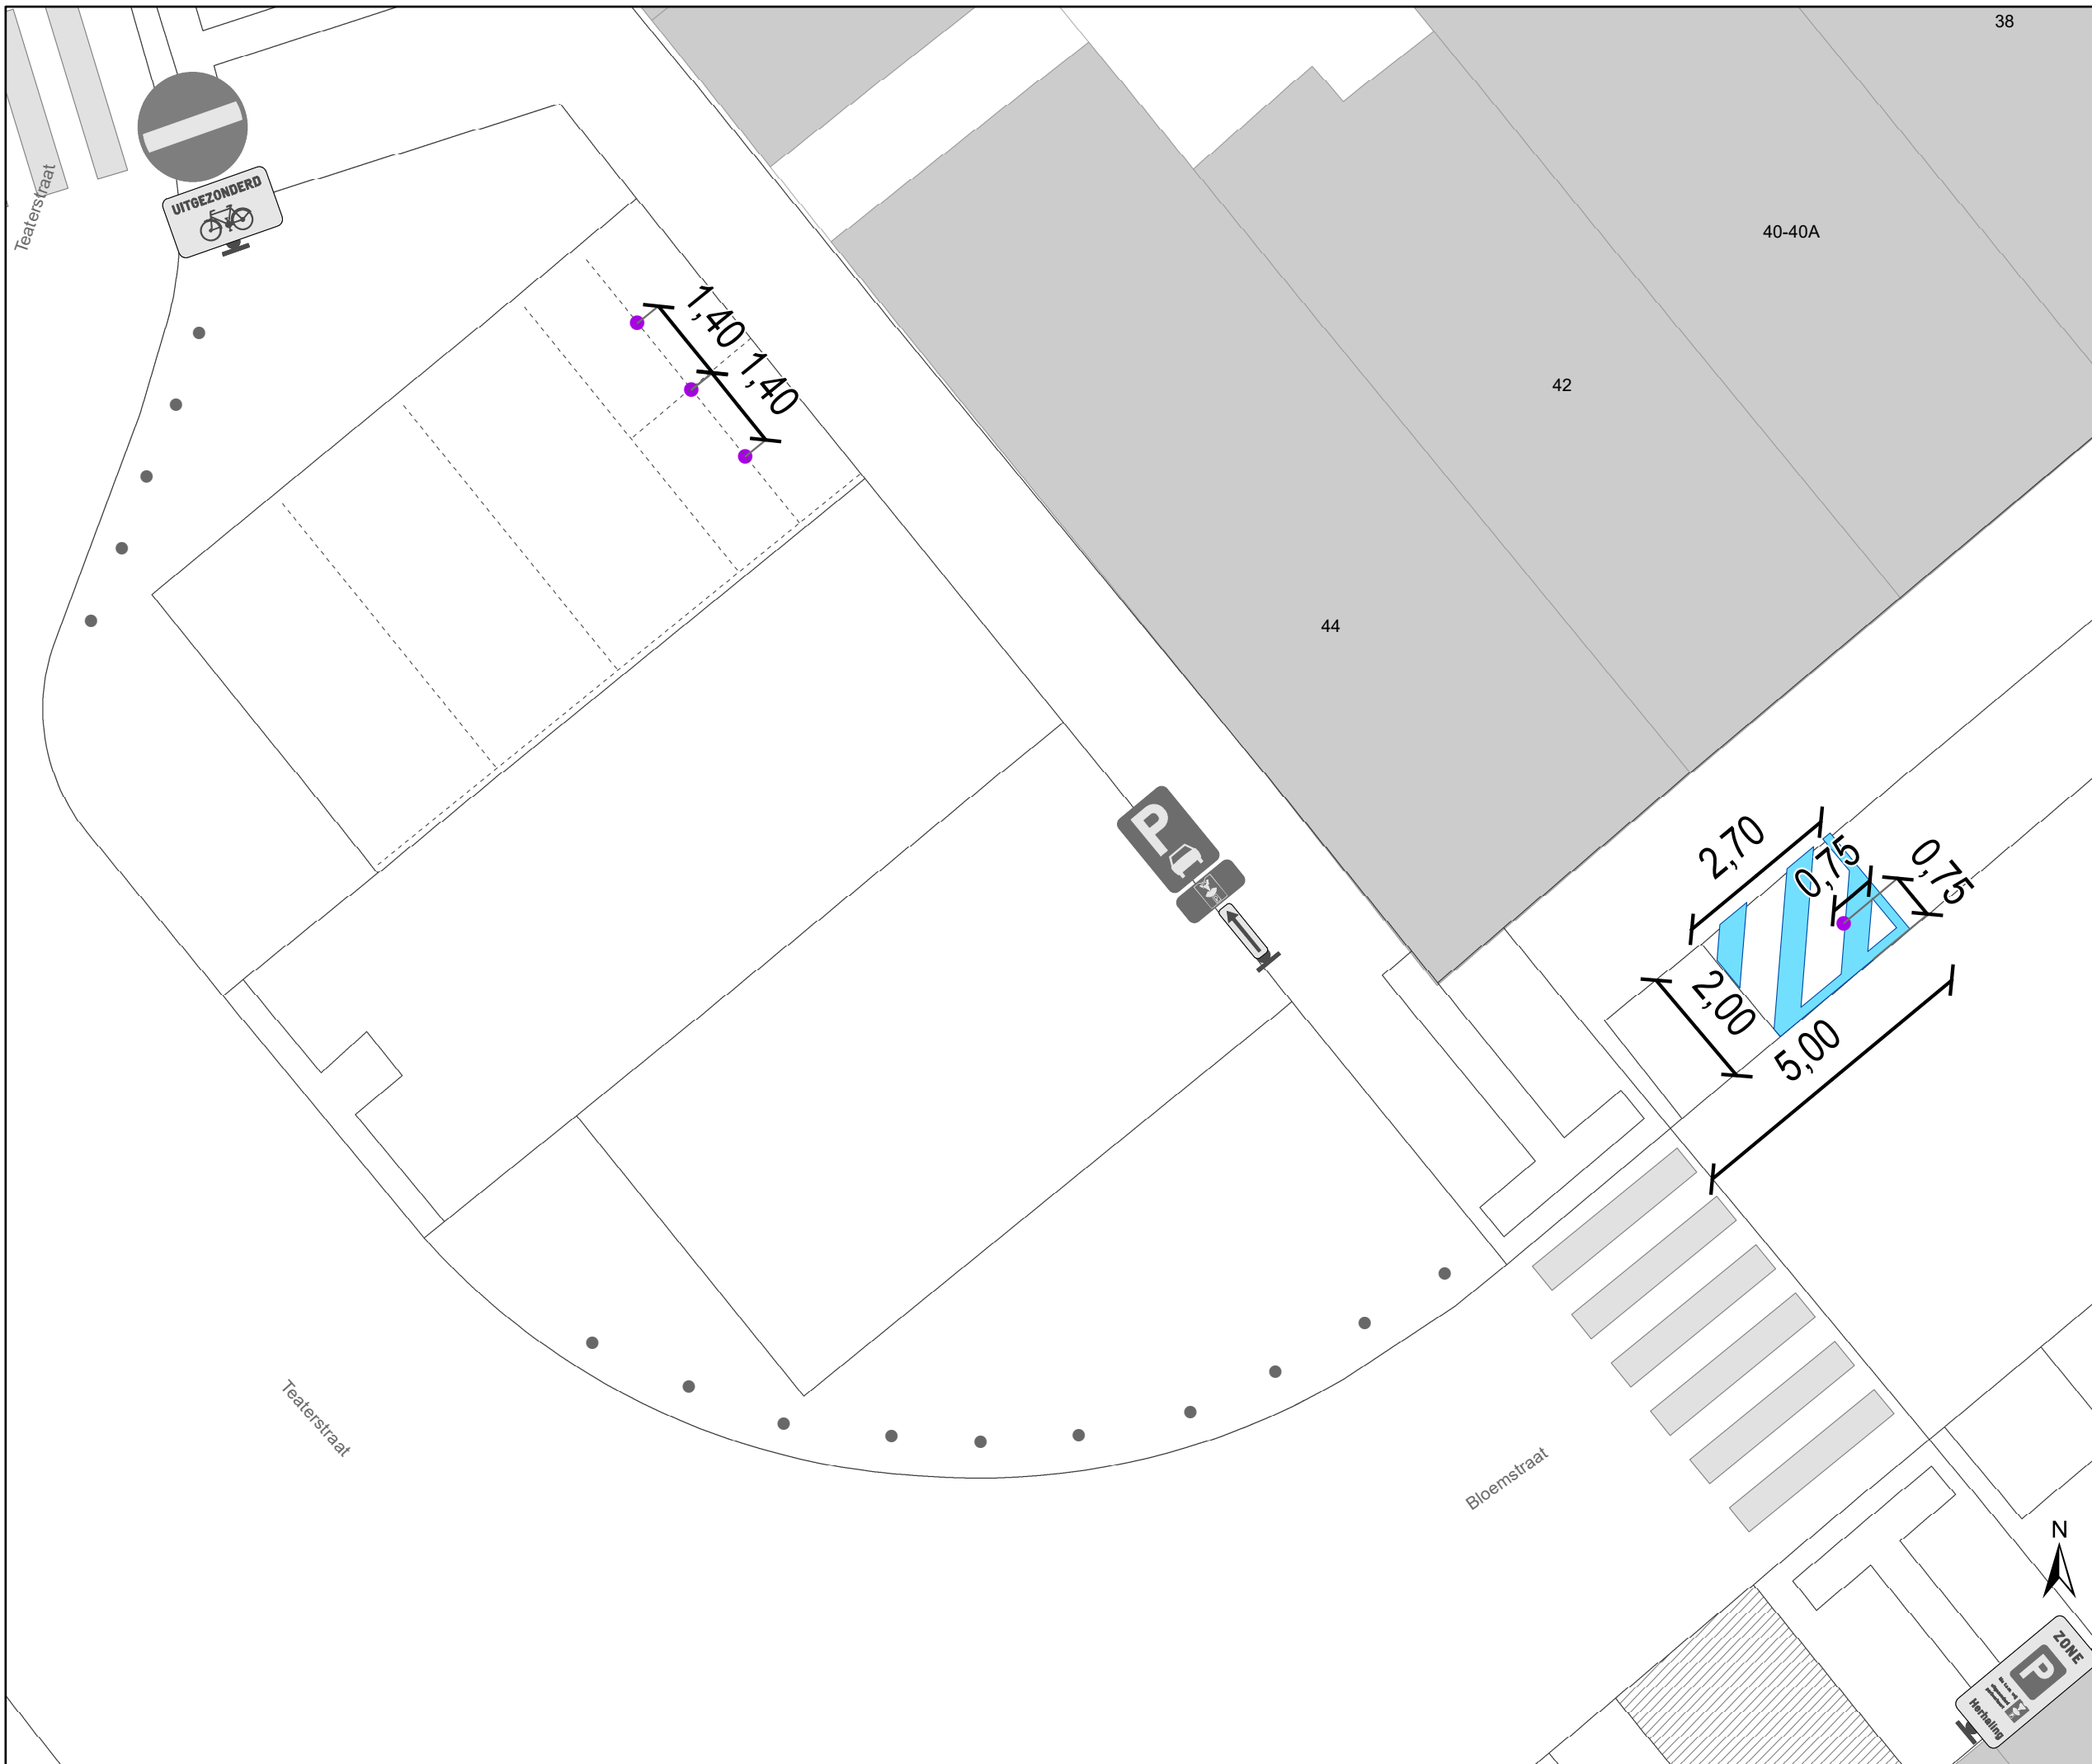 38
UITGEZONDERD
Teaterstraat
40-40A
1,40
1,40
42
44
P
2,70
0,75
0,75
2,00
5,00
Teaterstraat
Bloemstraat
N
ZONE
P
Herhaling